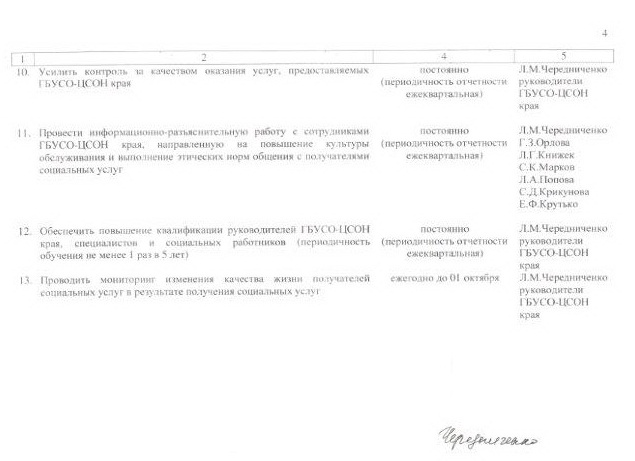 4
1 2 4 5
10. Усилить контроль за качеством оказания услуг, предоставляемых
ГБУСО-ЦСОН края
постоянно
(периодичность отчетности
ежеквартальная)
Л.М.Чередниченко
руководители
ГБУСО-ЦСОН
края
11. Провести информационно-разъяснительную работу с сотрудниками
ГБУСО-ЦСОН края, направленную на повышение культуры
обслуживания и выполнение этических норм общения с получателями
социальных услуг
постоянно
(периодичность отчетности
ежеквартальная)
Л.М.Чередниченко
Г.З.Орлова
Л.Г.Книжек
С.К.Марков
Л.А.Попова
С.Д.Крикунова
Е.Ф.Крутько
12. Обеспечить повышение квалификации руководителей ГБУСО-ЦСОН
края, специалистов и социальных работников (периодичность
обучения не менее 1 раз в 5 лет)
постоянно
(периодичность отчетности
ежеквартальная)
Л.М.Чередниченко
руководители
ГБУСО-ЦСОН
края
13. Проводить мониторинг изменения качества жизни получателей
социальных услуг в результате получения социальных услуг
ежегодно до 01 октября
Л.М.Чередниченко
руководители
ГБУСО-ЦСОН
края
Чередниченко